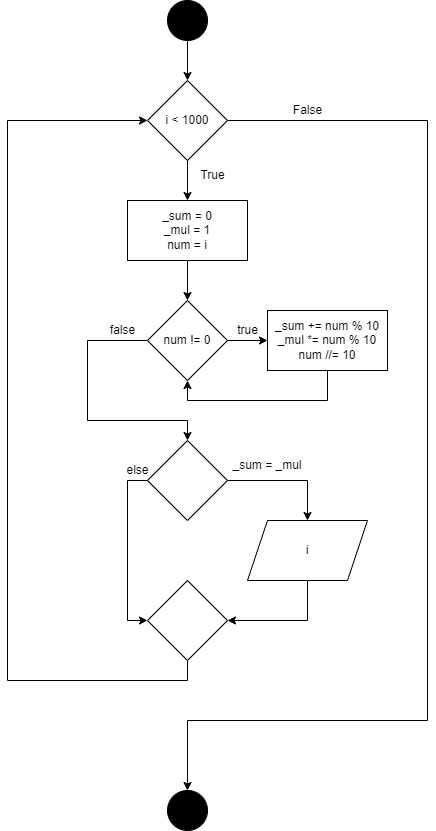 i < 1000
False
True
_sum = 0
_mul = 1
num = i
false
num != 0
true
_sum += num % 10
_mul *= num % 10
num //= 10
else
_sum = _mul
i